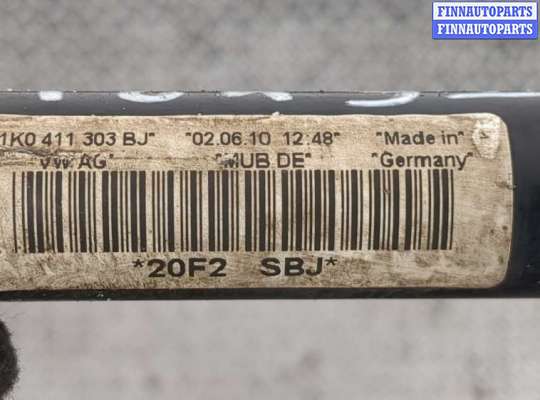 FINNAUTOPARTS
FINNAUTOPARTS
1K0 411 303 BJ" "02.06.10 12:48" "Made in"
VW AG" "MUB DE" "Germany"
*20F2 SBJ*